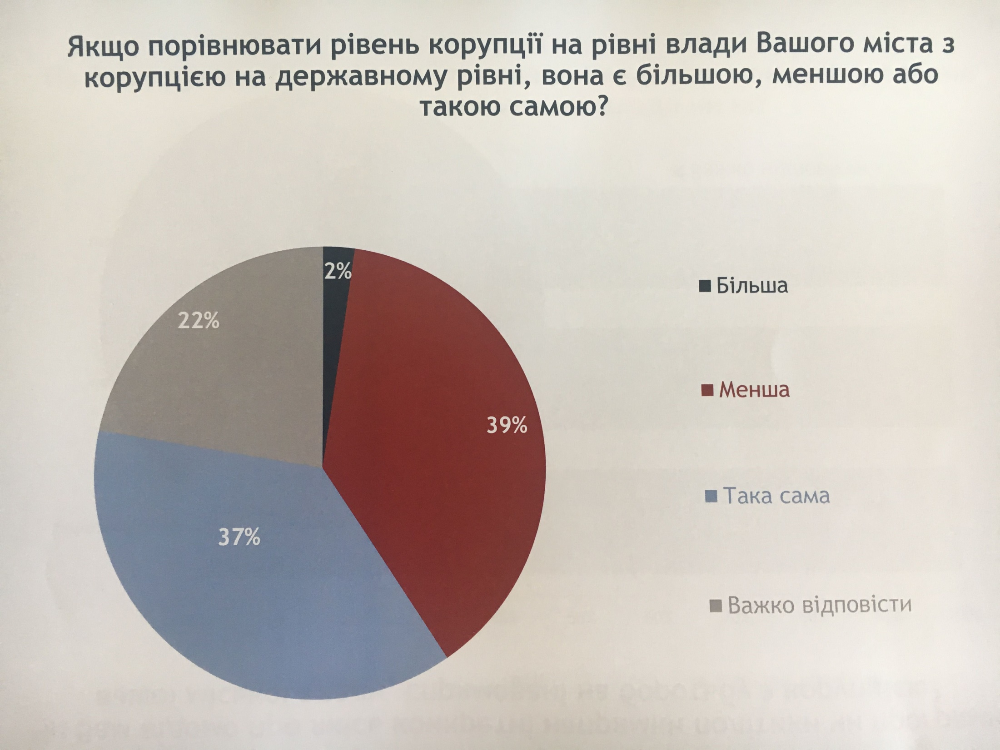 Якщо порівнювати рівень корупції на рівні влади Вашого міста з
корупцією на державному рівні, вона є більшою, меншою або
такою самою?
2%
22%
39%
37%
Більша
Менша
Така сама
Важко відповісти